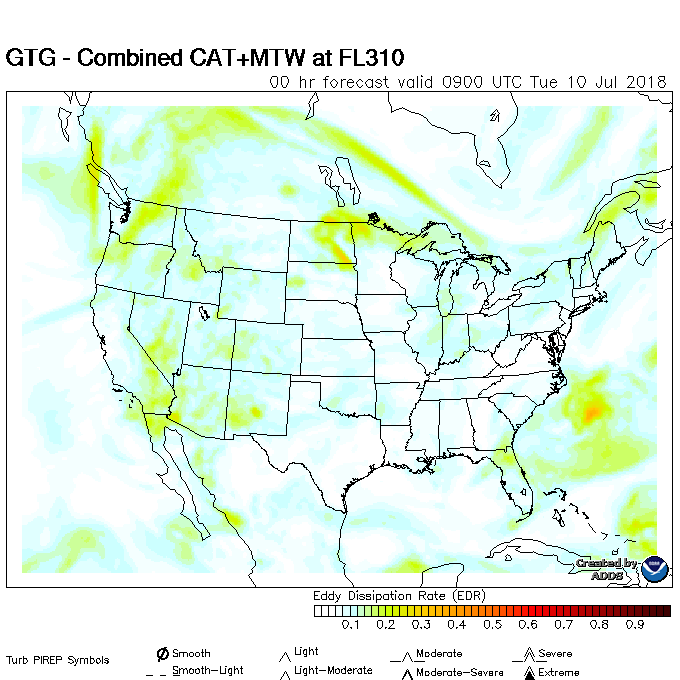 GTG - Combined CAT+MTW at FL310
00 hr forecast valid 0900 UTC Tue 10 Jul 2018
Created by
ADDS
Eddy Dissipation Rate (EDR)
0.1 0.2 0.3 0.4 0.5 0.6 0.7 0.8 0.9
Turb PIREP Symbols
Smooth Light Moderate Severe
Smooth-Light Light-Moderate Moderate-Severe Extreme